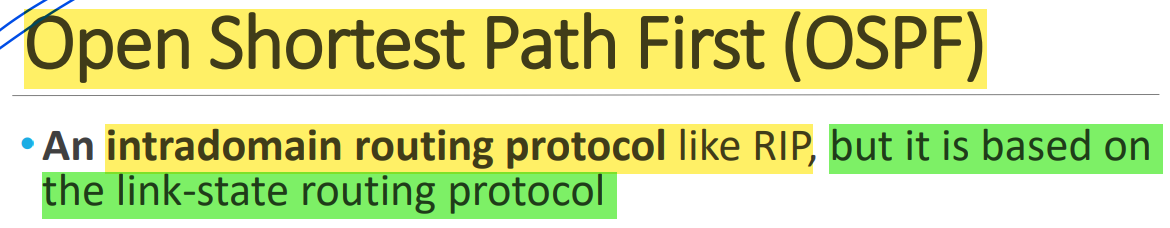 Open Shortest Path First (OSPF)
• An intradomain routing protocol like RIP, but it is based on
the link-state routing protocol